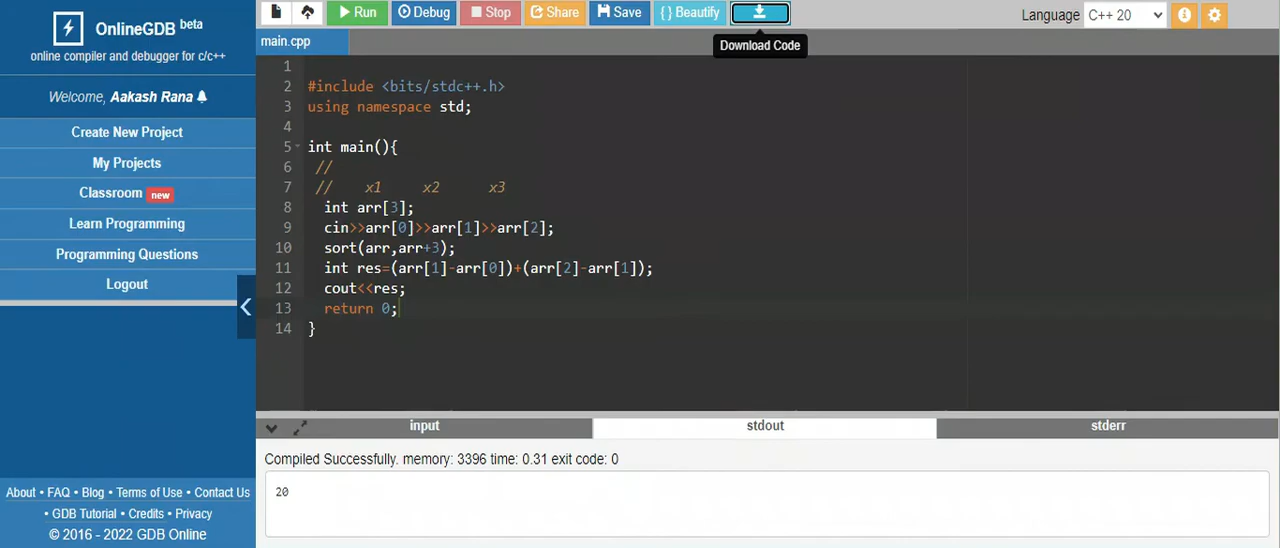 OnlineGDB beta
online compiler and debugger for c/c++
Welcome, Aakash Rana
Create New Project
My Projects
Classroom new
Learn Programming
Programming Questions
Logout
About • FAQ • Blog • Terms of Use • Contact Us
• GDB Tutorial • Credits • Privacy
© 2016 - 2022 GDB Online
Run Debug Stop Share Save { } Beautify
Download Code
Language C++ 20
main.cpp
1
2 #include <bits/stdc++.h>
3 using namespace std;
4
5 int main(){
6 //
7 // x1 x2 x3
8 int arr[3];
9 cin>>arr[0]>>arr[1]>>arr[2];
10 sort(arr,arr+3);
11 int res=(arr[1]-arr[0])+(arr[2]-arr[1]);
12 cout<<res;
13 return 0;
14 }
input stdout stderr
Compiled Successfully. memory: 3396 time: 0.31 exit code: 0
20